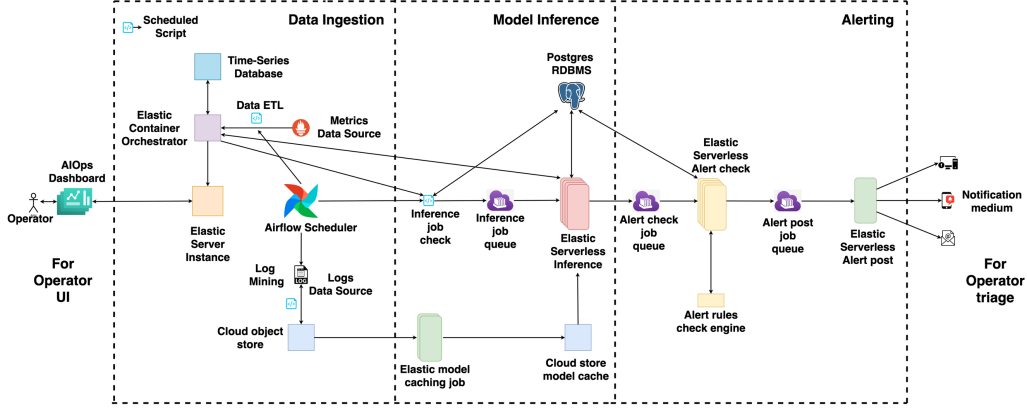 Data Ingestion
Model Inference
Alerting
Scheduled
Script
Time-Series
Database
Postgres
RDBMS
Data ETL
Metrics
Data Source
Elastic
Container
Orchestrator
Elastic
Serverless
Alert check
AIOps
Dashboard
Operator
Airflow Scheduler
Elastic
Server
Instance
Inference
job
check
Inference
job
queue
Elastic
Serverless
Inference
Alert check
job
queue
Alert post
job
queue
Elastic
Serverless
Alert post
Notification
medium
For
Operator
UI
For
Operator
triage
Log
Mining
LOG
Logs
Data Source
Cloud object
store
Elastic model
caching job
Cloud store
model cache
Alert rules
check engine